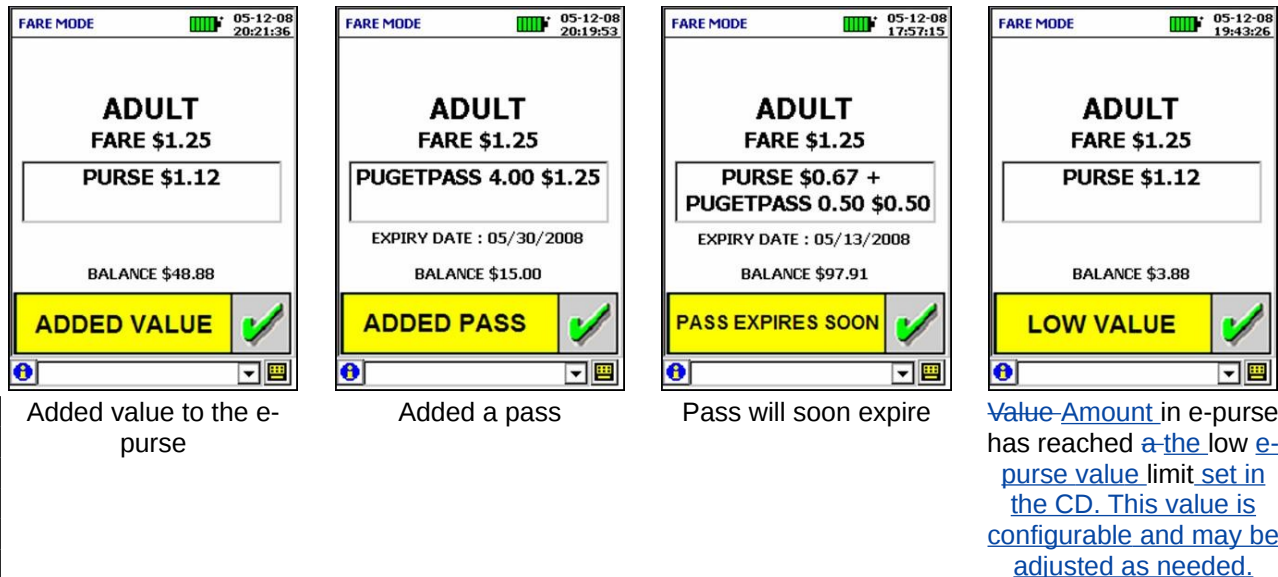 FARE MODE
05-12-08
20:21:36
ADULT
FARE $1.25
PURSE $1.12
BALANCE $48.88
ADDED VALUE
Added value to the e-
purse
FARE MODE
05-12-08
20:19:53
ADULT
FARE $1.25
PUGETPASS 4.00 $1.25
EXPIRY DATE : 05/30/2008
BALANCE $15.00
ADDED PASS
Added a pass
FARE MODE
05-12-08
17:57:15
ADULT
FARE $1.25
PURSE $0.67 +
PUGETPASS 0.50 $0.50
EXPIRY DATE : 05/13/2008
BALANCE $97.91
PASS EXPIRES SOON
Pass will soon expire
FARE MODE
05-12-08
19:43:26
ADULT
FARE $1.25
PURSE $1.12
BALANCE $3.88
LOW VALUE
Value Amount in e-purse
has reached a the low e-
purse value limit set in
the CD. This value is
configurable and may be
adjusted as needed.